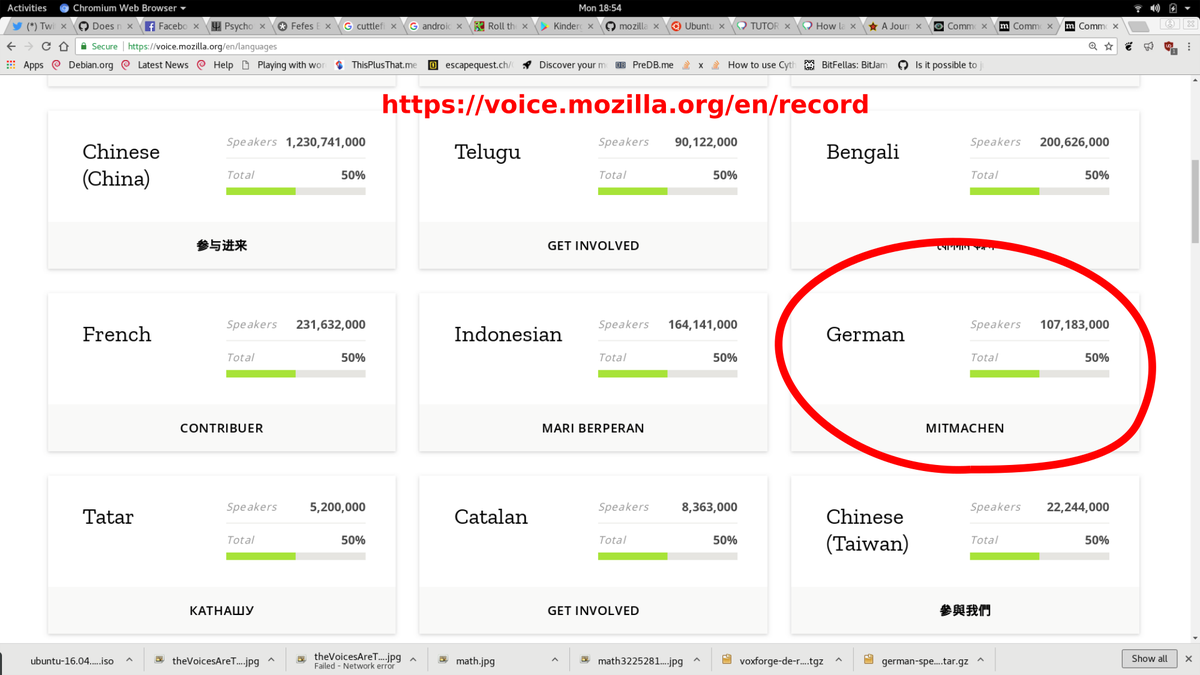 Activities Chromium Web Browser Mon 18:54
(*) Twi Does n Facebo Psycho Fefes cuttlef androi Roll the Kinder mozilla Ubuntu TUTOR How L A Journ Comm Comm Comm
Secure https://voice.mozilla.org/en/languages
Apps Debian.org Latest News Help Playing with wor ThisPlusThat.me escapequest.ch/ Discover your m PreDB.me x How to use Cyth BitFellas: BitJam Is it possible to
https://voice.mozilla.org/en/record
Chinese (China)
Speakers 1,230,741,000
Total 50%
参与进来
Telugu
Speakers 90,122,000
Total 50%
GET INVOLVED
Bengali
Speakers 200,626,000
Total 50%
French
Speakers 231,632,000
Total 50%
CONTRIBUER
Indonesian
Speakers 164,141,000
Total 50%
MARI BERPERAN
German
Speakers 107,183,000
Total 50%
MITMACHEN
Tatar
Speakers 5,200,000
Total 50%
КАТНАШУ
Catalan
Speakers 8,363,000
Total 50%
GET INVOLVED
Chinese (Taiwan)
Speakers 22,244,000
Total 50%
參與我們
ubuntu-16.04.....iso theVoicesAreT....jpg theVoicesAreT....jpg math.jpg math3225281....jpg voxforge-de-r....tgz german-spe....tar.gz Show all
Failed - Network error